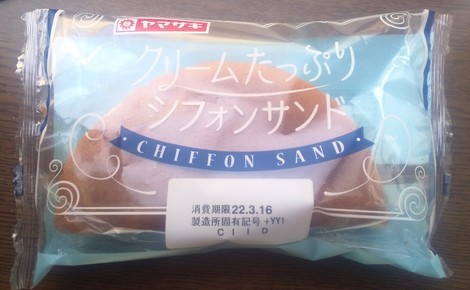 ヤマザキ
クリームたっぷり
シフォンサンド
・CHIFFON SAND・
消費期限22.3.16
製造所固有記号+YY1
CIID